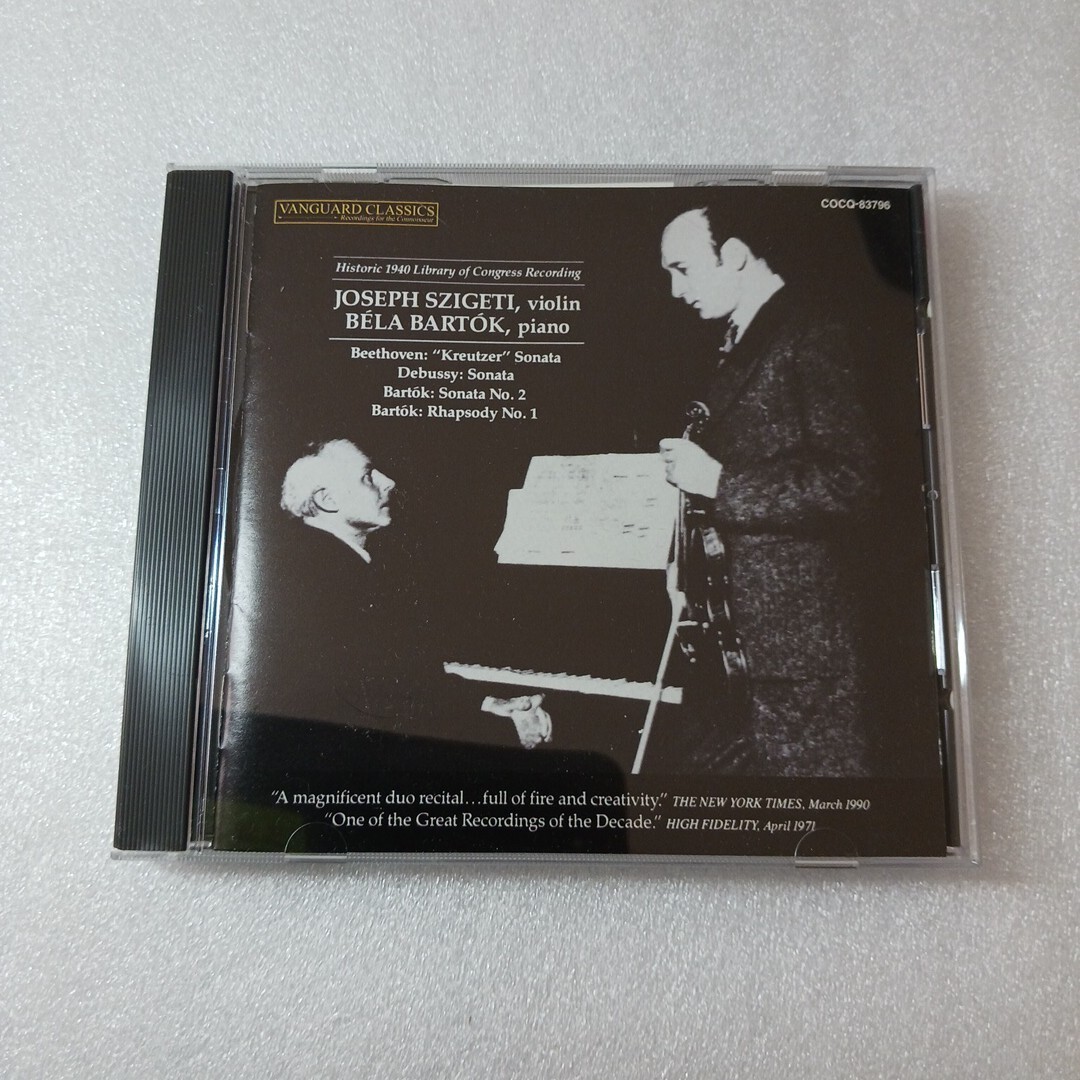 VANGUARD CLASSICS
Recordings for the Connoisseur
COCQ-83796
Historic 1940 Library of Congress Recording
JOSEPH SZIGETI, violin
BÉLA BARTÓK, piano
Beethoven: “Kreutzer” Sonata
Debussy: Sonata
Bartók: Sonata No. 2
Bartók: Rhapsody No. 1
“A magnificent duo recital...full of fire and creativity.” THE NEW YORK TIMES, March 1990
“One of the Great Recordings of the Decade.” HIGH FIDELITY, April 1971